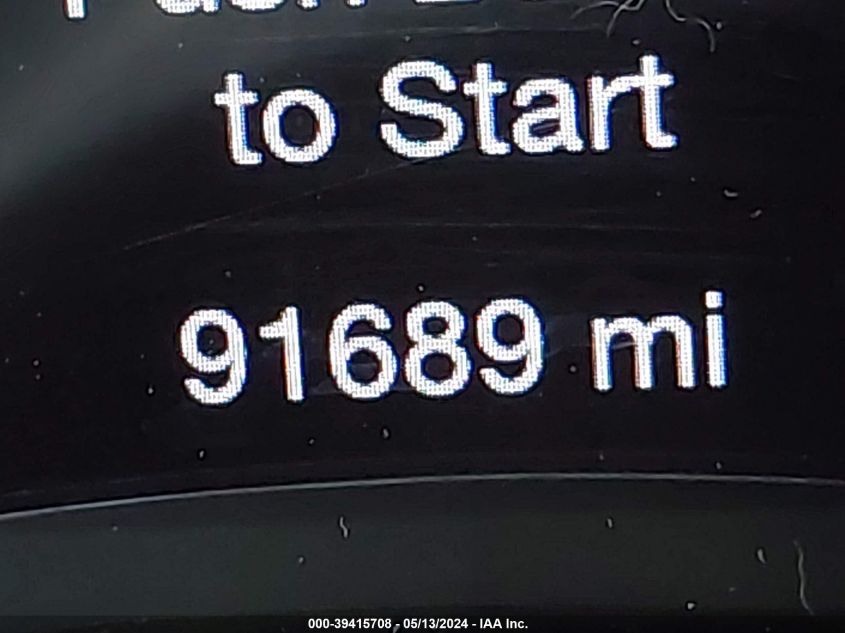 to Start
91689 mi
000-39415708 - 05/13/2024 - IAA Inc.